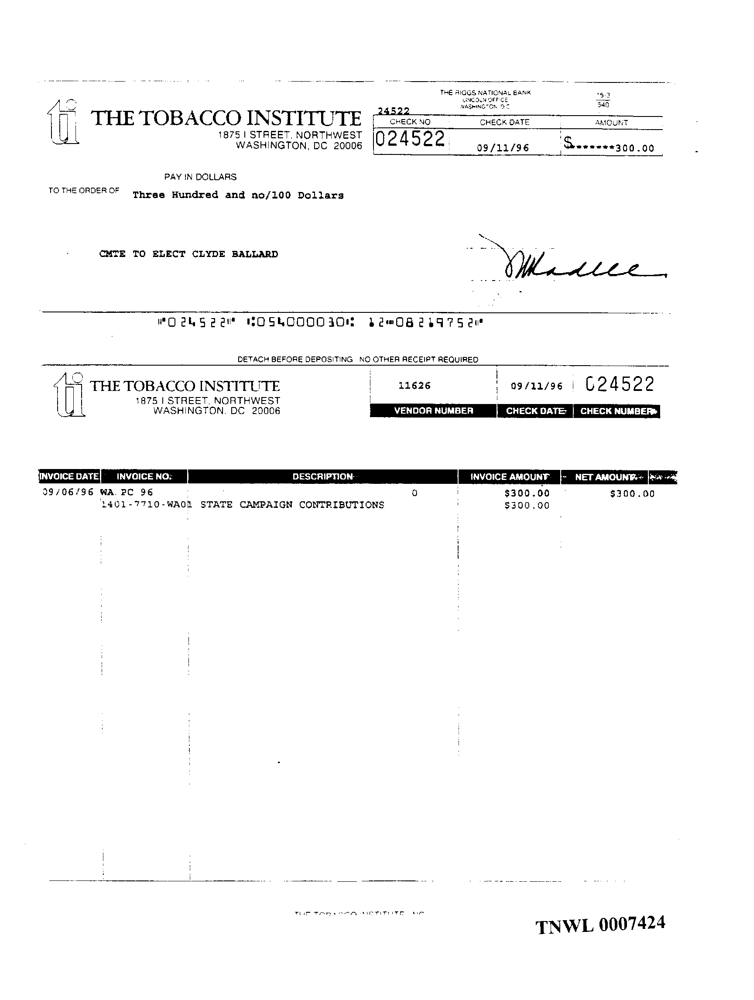 THE RIGGS NATIONAL BANK
LINCOLN OFFICE
WASHINGTON, D.C.
15-3
540
ti THE TOBACCO INSTITUTE
1875 I STREET, NORTHWEST
WASHINGTON, DC 20006
24522
CHECK NO CHECK DATE AMOUNT
024522 09/11/96 $*******300.00
PAY IN DOLLARS
TO THE ORDER OF Three Hundred and no/100 Dollars
CMTE TO ELECT CLYDE BALLARD
⑈024522⑈ ⑆054000030⑆ 12⑉08219752⑈
DETACH BEFORE DEPOSITING NO OTHER RECEIPT REQUIRED
ti THE TOBACCO INSTITUTE
1875 I STREET, NORTHWEST
WASHINGTON, DC 20006
11626 09/11/96 024522
VENDOR NUMBER CHECK DATE CHECK NUMBER
INVOICE DATE INVOICE NO. DESCRIPTION INVOICE AMOUNT NET AMOUNT
09/06/96 WA.PC 96 0 $300.00 $300.00
1401-7710-WA01 STATE CAMPAIGN CONTRIBUTIONS $300.00
THE TOBACCO INSTITUTE, INC
TNWL 0007424